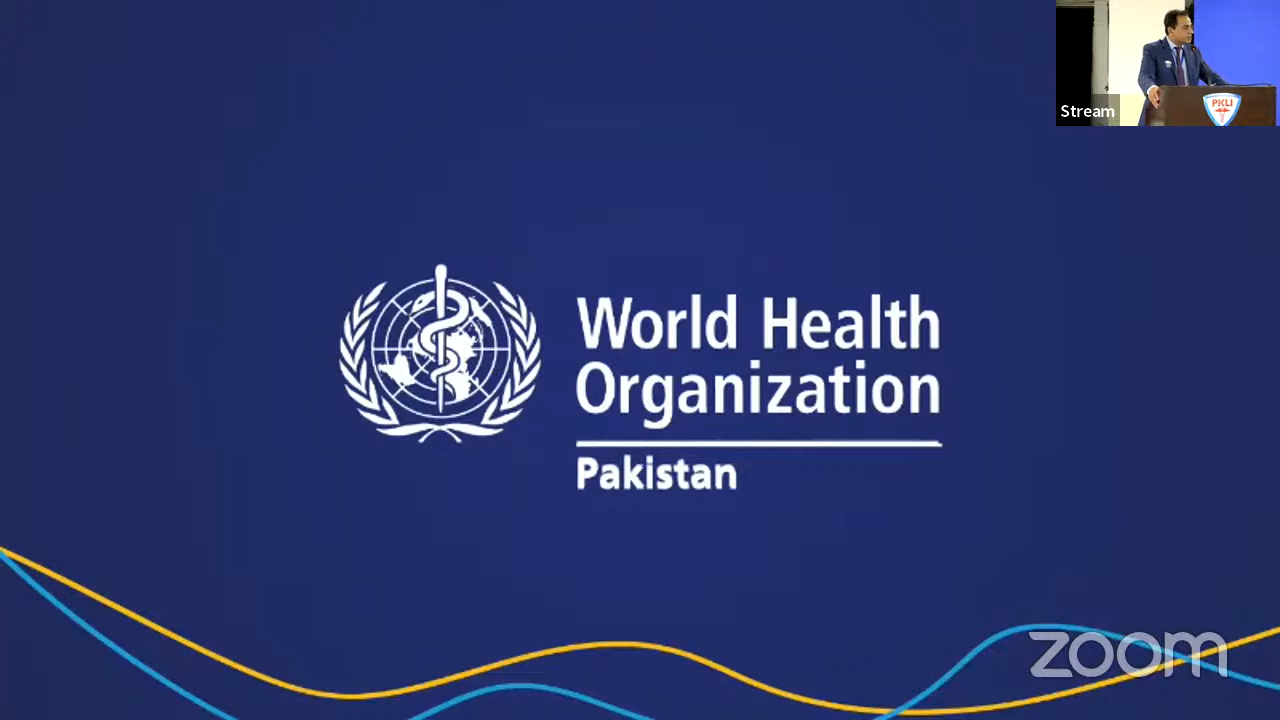 PKLI
Stream
World Health
Organization
Pakistan
zoom